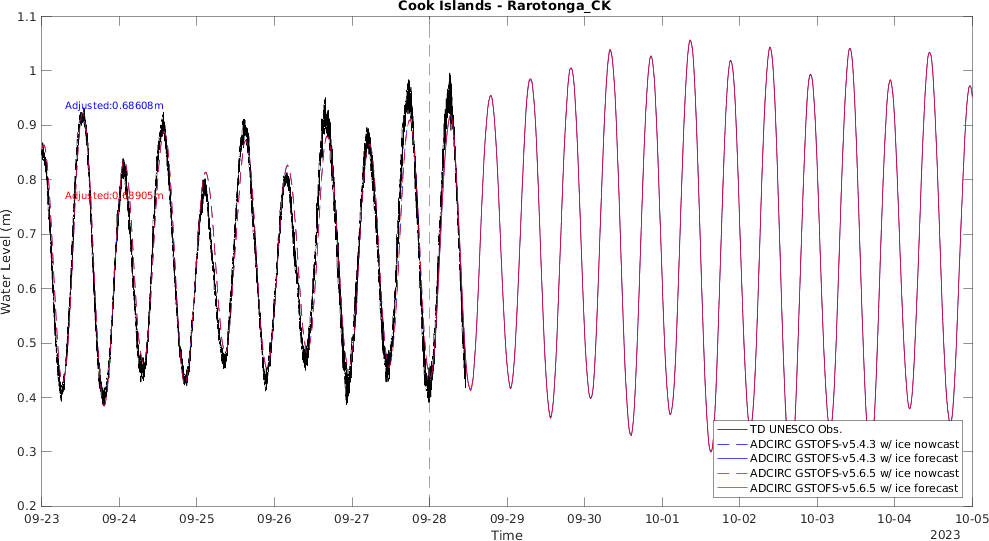 Cook Islands - Rarotonga_CK
1.1
1
0.9
0.8
0.7
0.6
0.5
0.4
0.3
0.2
Water Level (m)
Adjusted:0.68608m
Adjusted:0.68905m
TD UNESCO Obs.
ADCIRC GSTOFS-v5.4.3 w/ ice nowcast
ADCIRC GSTOFS-v5.4.3 w/ ice forecast
ADCIRC GSTOFS-v5.6.5 w/ ice nowcast
ADCIRC GSTOFS-v5.6.5 w/ ice forecast
09-23 09-24 09-25 09-26 09-27 09-28 09-29 09-30 10-01 10-02 10-03 10-04 10-05
Time
2023